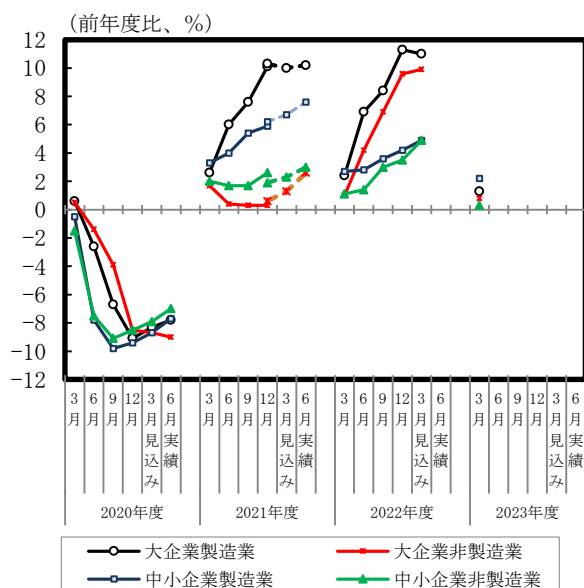 (前年度比、%)
12
10
8
6
4
2
0
−2
−4
−6
−8
−10
−12
3月 6月 9月 12月 3月見込み 6月実績 3月 6月 9月 12月 3月見込み 6月実績 3月 6月 9月 12月 3月見込み 6月実績 3月 6月 9月 12月 3月見込み 6月実績
2020年度 2021年度 2022年度 2023年度
大企業製造業 大企業非製造業
中小企業製造業 中小企業非製造業